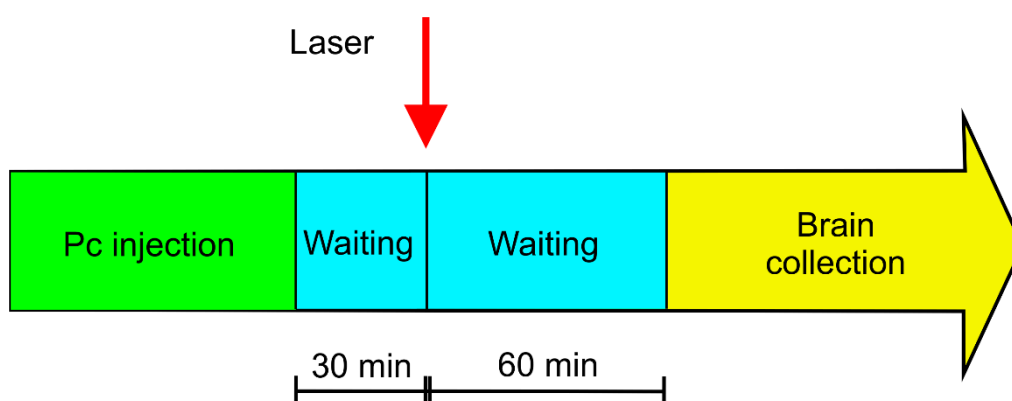 Laser
Pc injection
Waiting
Waiting
Brain
collection
30 min
60 min